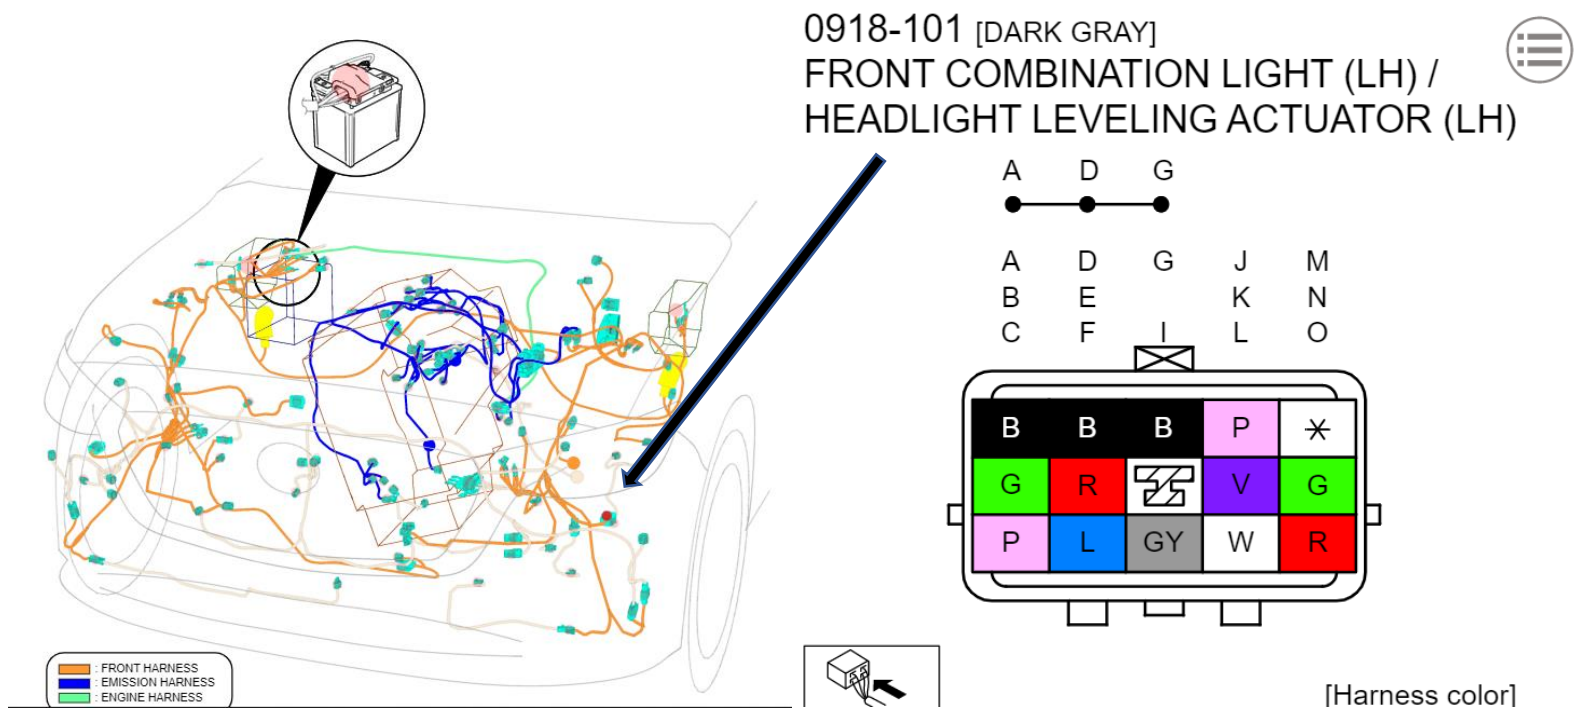 0918-101 [DARK GRAY]
FRONT COMBINATION LIGHT (LH) /
HEADLIGHT LEVELING ACTUATOR (LH)
A D G
A D G J M
B E K N
C F I L O
B B B P *
G R V G
P L GY W R
: FRONT HARNESS
: EMISSION HARNESS
: ENGINE HARNESS
[Harness color]